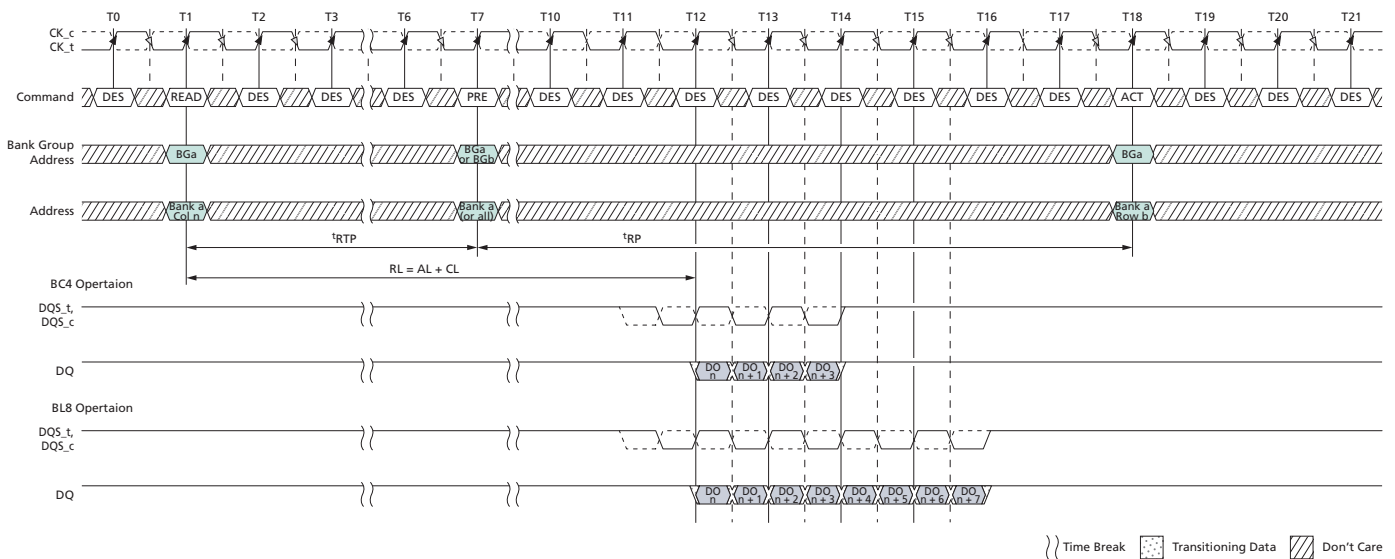 T0 T1 T2 T3 T6 T7 T10 T11 T12 T13 T14 T15 T16 T17 T18 T19 T20 T21
CK_c
CK_t
Command DES READ DES DES DES PRE DES DES DES DES DES DES DES DES ACT DES DES DES
Bank Group
Address
BGa
BGa
or BGb
BGa
Address
Bank a
Col n
Bank a
(or all)
Bank a
Row b
tRTP
tRP
RL = AL + CL
BC4 Opertaion
DQS_t,
DQS_c
DQ
DO
n
DO
n + 1
DO
n + 2
DO
n + 3
BL8 Opertaion
DQS_t,
DQS_c
DQ
DO
n
DO
n + 1
DO
n + 2
DO
n + 3
DO
n + 4
DO
n + 5
DO
n + 6
DO
n + 7
Time Break Transitioning Data Don't Care